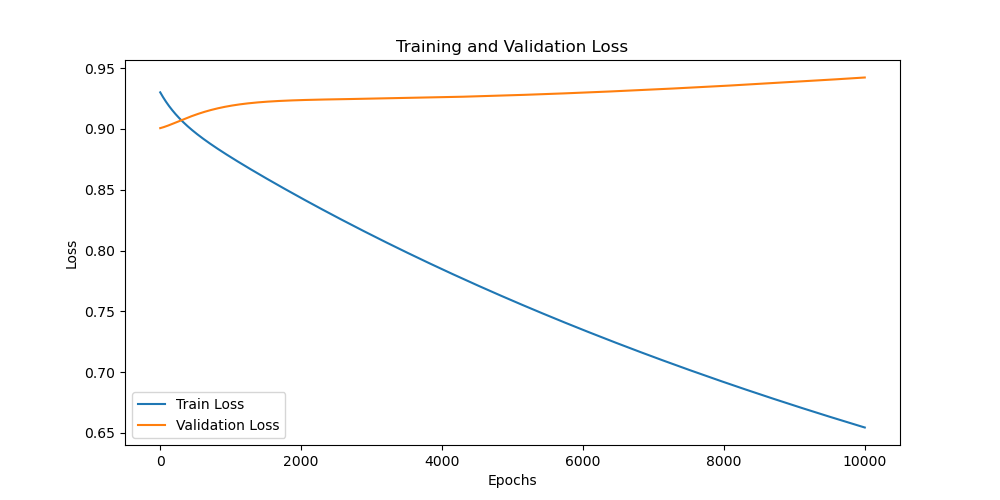 Training and Validation Loss
0.95
0.90
0.85
0.80
0.75
0.70
0.65
Loss
Train Loss
Validation Loss
0
2000
4000
6000
8000
10000
Epochs